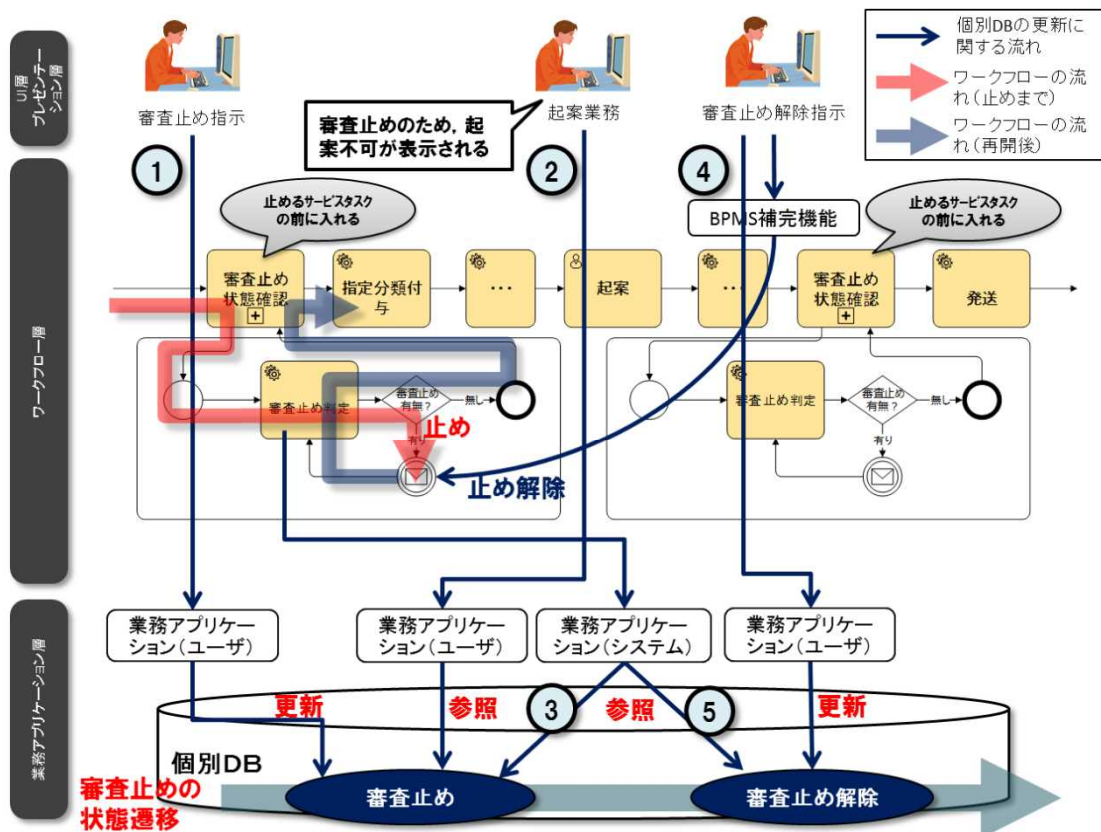 UI層
プレゼンテー
ション層
審査止め指示
起案業務
審査止め解除指示
個別DBの更新に
関する流れ
ワークフローの流
れ(止めまで)
ワークフローの流
れ(再開後)
審査止めのため，起
案不可が表示される
1
2
4
ワークフロー層
止めるサービスタスク
の前に入れる
BPMS補完機能
止めるサービスタスク
の前に入れる
審査止め
状態確認
指定分類付
与
…
起案
…
審査止め
状態確認
発送
審査止め判定
審査止め
有無？
無し
有り
止め
止め解除
審査止め判定
審査止め
有無？
無し
有り
業務アプリケーション層
業務アプリケー
ション(ユーザ)
業務アプリケー
ション(ユーザ)
業務アプリケー
ション(システム)
業務アプリケー
ション(ユーザ)
更新
参照
3
参照
5
更新
個別DB
審査止めの
状態遷移
審査止め
審査止め解除